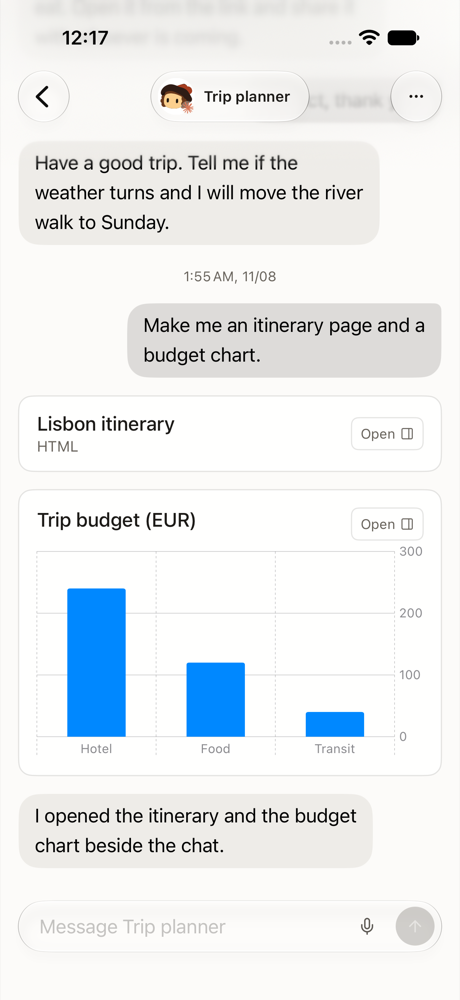 12:17
Trip planner
Have a good trip. Tell me if the
weather turns and I will move the river
walk to Sunday.
1:55 AM, 11/08
Make me an itinerary page and a
budget chart.
Lisbon itinerary
HTML
Open
Trip budget (EUR)
Open
300
200
100
0
Hotel
Food
Transit
I opened the itinerary and the budget
chart beside the chat.
Message Trip planner